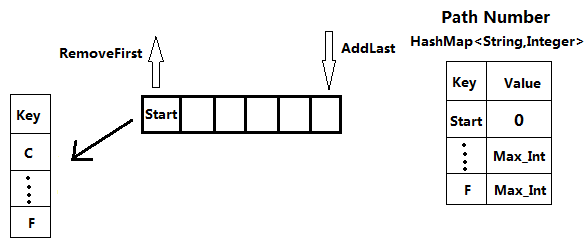 Path Number
HashMap<String,Integer>
RemoveFirst
AddLast
Key
C
F
Start
Key Value
Start 0
Max_Int
F Max_Int